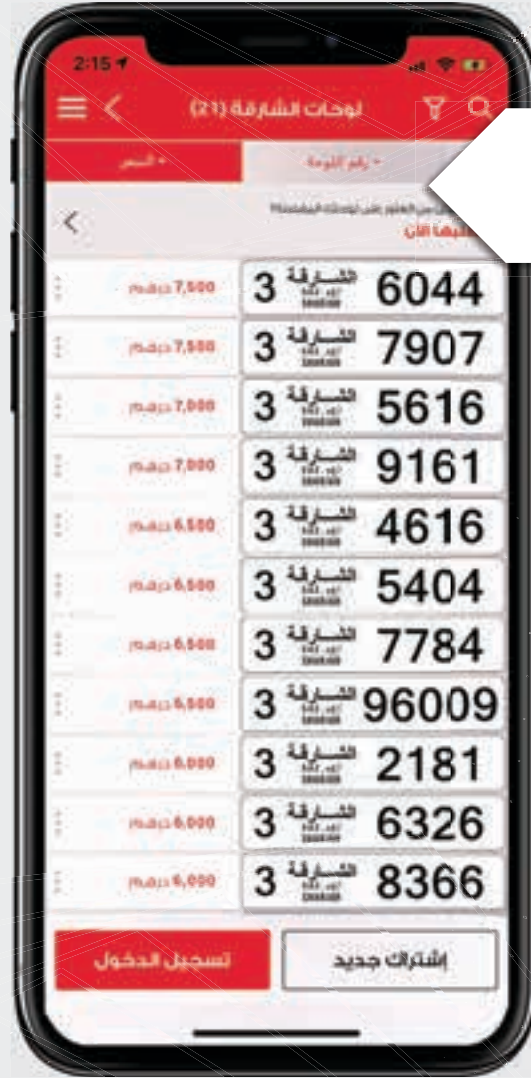 2:15
لوحات الشارقة (21)
رقم اللوحة
السعر
الآن
6044 الشارقة 3 7,500 درهم
7907 الشارقة 3 7,500 درهم
5616 الشارقة 3 7,000 درهم
9161 الشارقة 3 7,000 درهم
4616 الشارقة 3 6,500 درهم
5404 الشارقة 3 6,500 درهم
7784 الشارقة 3 6,500 درهم
96009 الشارقة 3 6,500 درهم
2181 الشارقة 3 6,000 درهم
6326 الشارقة 3 6,000 درهم
8366 الشارقة 3 6,000 درهم
إشتراك جديد
تسجيل الدخول